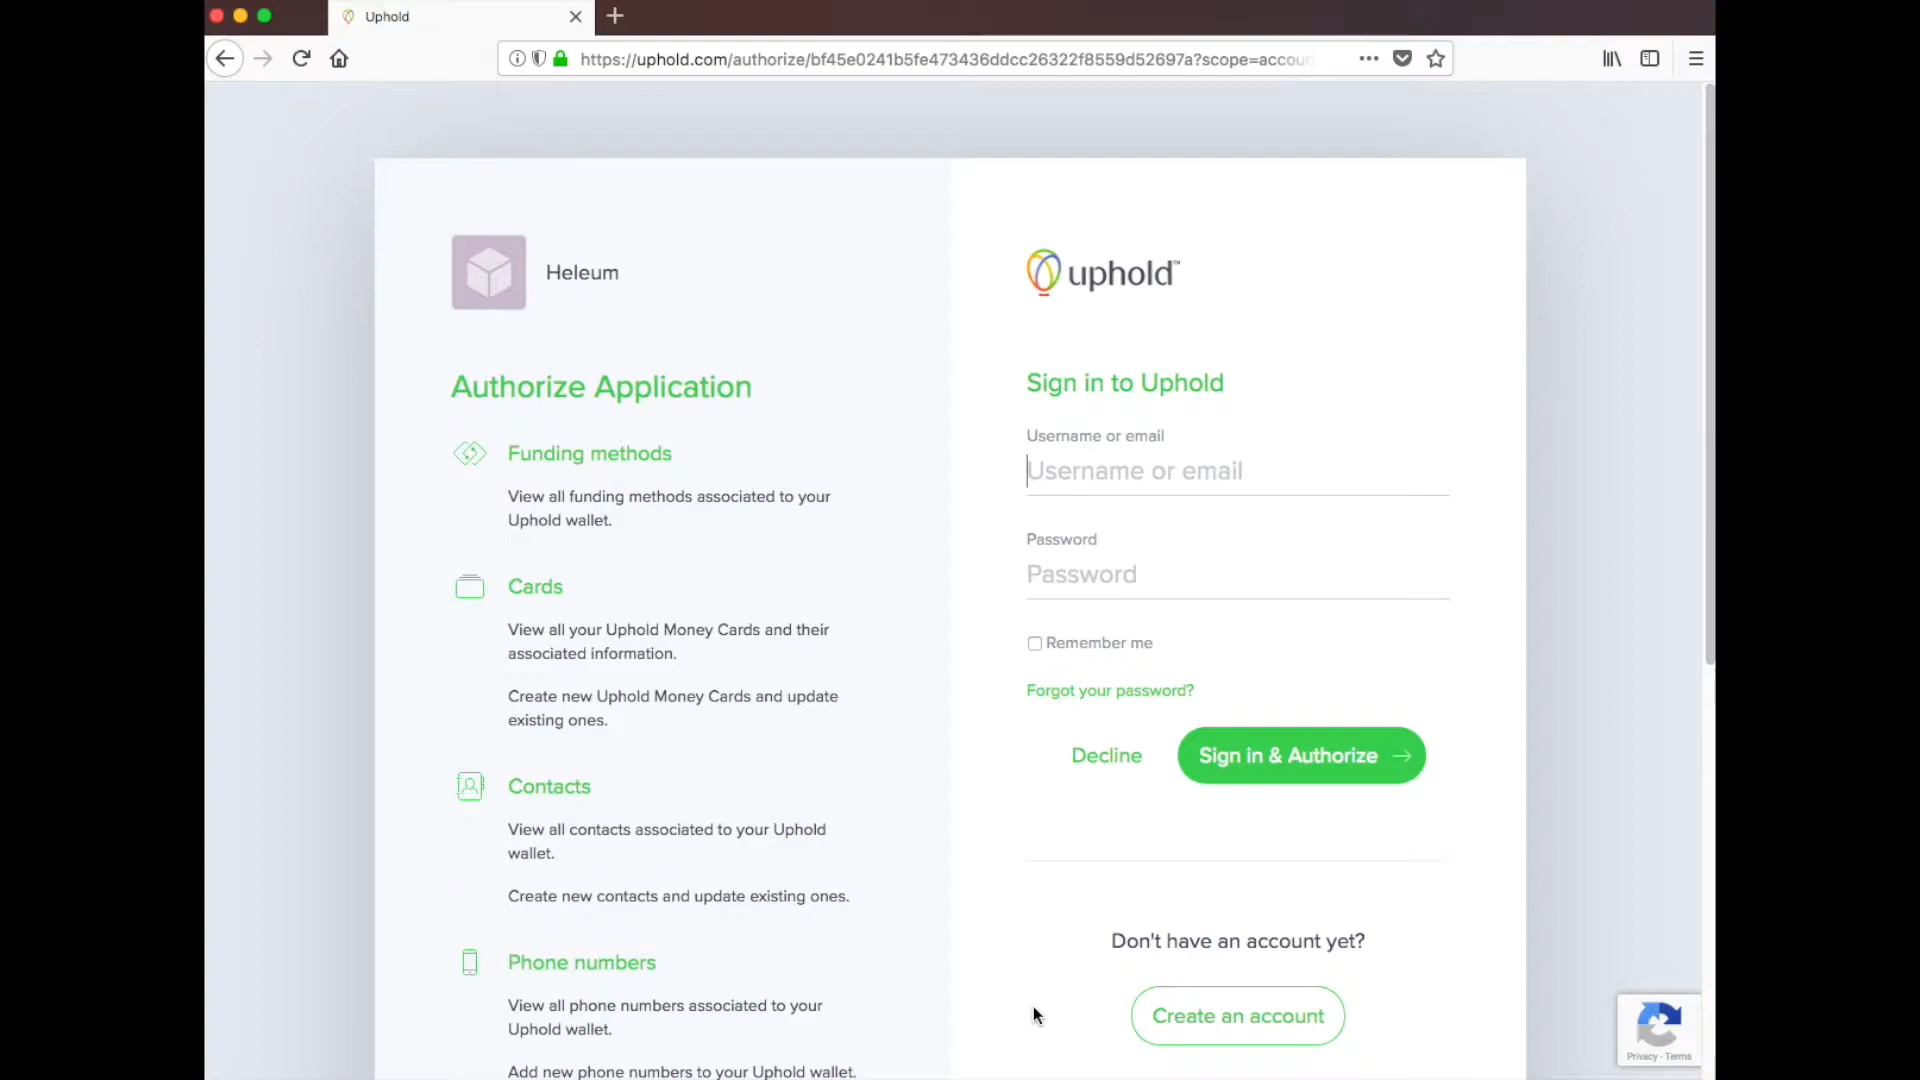 Uphold
https://uphold.com/authorize/bf45e0241b5fe473436ddcc26322f8559d52697a?scope=accou
Heleum
Authorize Application
Funding methods
View all funding methods associated to your
Uphold wallet.
Cards
View all your Uphold Money Cards and their
associated information.
Create new Uphold Money Cards and update
existing ones.
Contacts
View all contacts associated to your Uphold
wallet.
Create new contacts and update existing ones.
Phone numbers
View all phone numbers associated to your
Uphold wallet.
Add new phone numbers to your Uphold wallet.
uphold™
Sign in to Uphold
Username or email
Username or email
Password
Password
Remember me
Forgot your password?
Decline
Sign in & Authorize
Don't have an account yet?
Create an account
Privacy - Terms